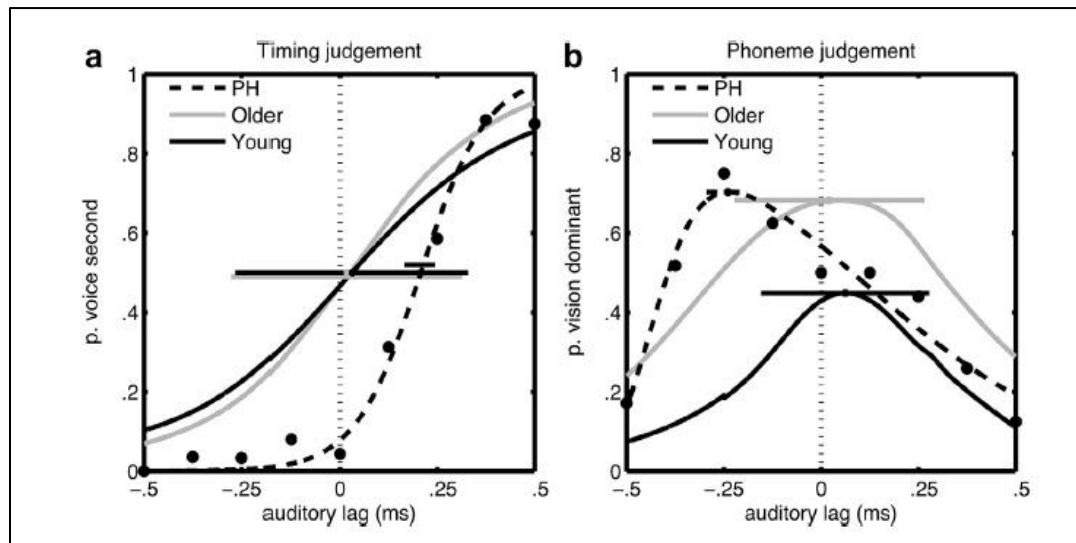 a
Timing judgement
PH
Older
Young
p. voice second
1
.8
.6
.4
.2
0
-.5
-.25
0
.25
.5
auditory lag (ms)
b
Phoneme judgement
PH
Older
Young
p. vision dominant
1
.8
.6
.4
.2
0
-.5
-.25
0
.25
.5
auditory lag (ms)